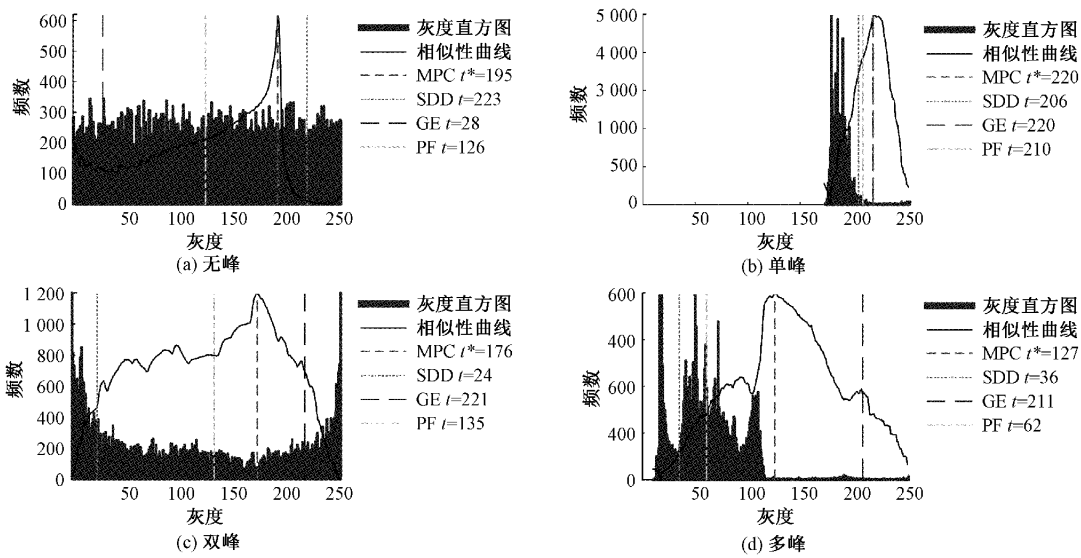 600
500
400
300
200
100
0
频数
50
100
150
200
250
灰度
灰度直方图
相似性曲线
MPC t*=195
SDD t=223
GE t=28
PF t=126
(a) 无峰
5 000
4 000
3 000
1 000
500
0
频数
50
100
150
200
250
灰度
灰度直方图
相似性曲线
MPC t*=220
SDD t=206
GE t=220
PF t=210
(b) 单峰
1 200
1 000
800
600
400
200
0
频数
50
100
150
200
250
灰度
灰度直方图
相似性曲线
MPC t*=176
SDD t=24
GE t=221
PF t=135
(c) 双峰
600
800
600
400
0
频数
50
100
150
200
250
灰度
灰度直方图
相似性曲线
MPC t*=127
SDD t=36
GE t=211
PF t=62
(d) 多峰